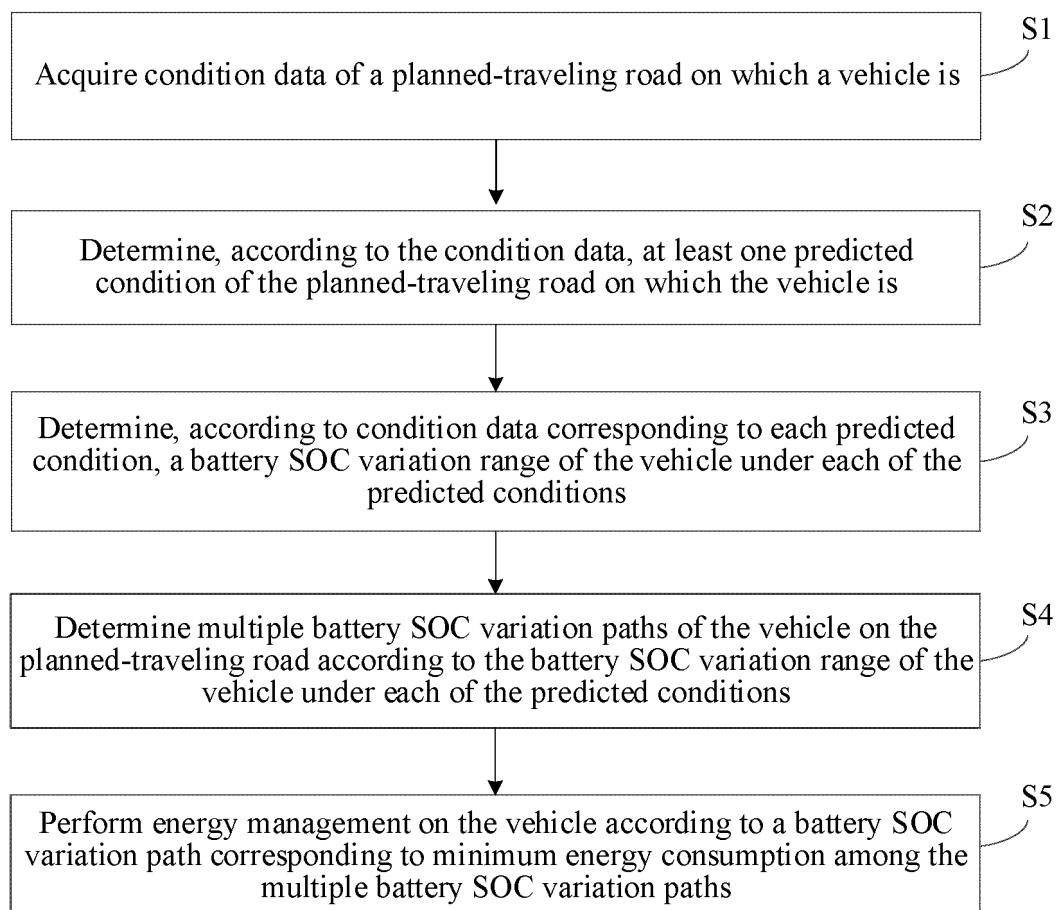 S1
Acquire condition data of a planned-traveling road on which a vehicle is
S2
Determine, according to the condition data, at least one predicted
condition of the planned-traveling road on which the vehicle is
S3
Determine, according to condition data corresponding to each predicted
condition, a battery SOC variation range of the vehicle under each of the
predicted conditions
S4
Determine multiple battery SOC variation paths of the vehicle on the
planned-traveling road according to the battery SOC variation range of the
vehicle under each of the predicted conditions
S5
Perform energy management on the vehicle according to a battery SOC
variation path corresponding to minimum energy consumption among the
multiple battery SOC variation paths